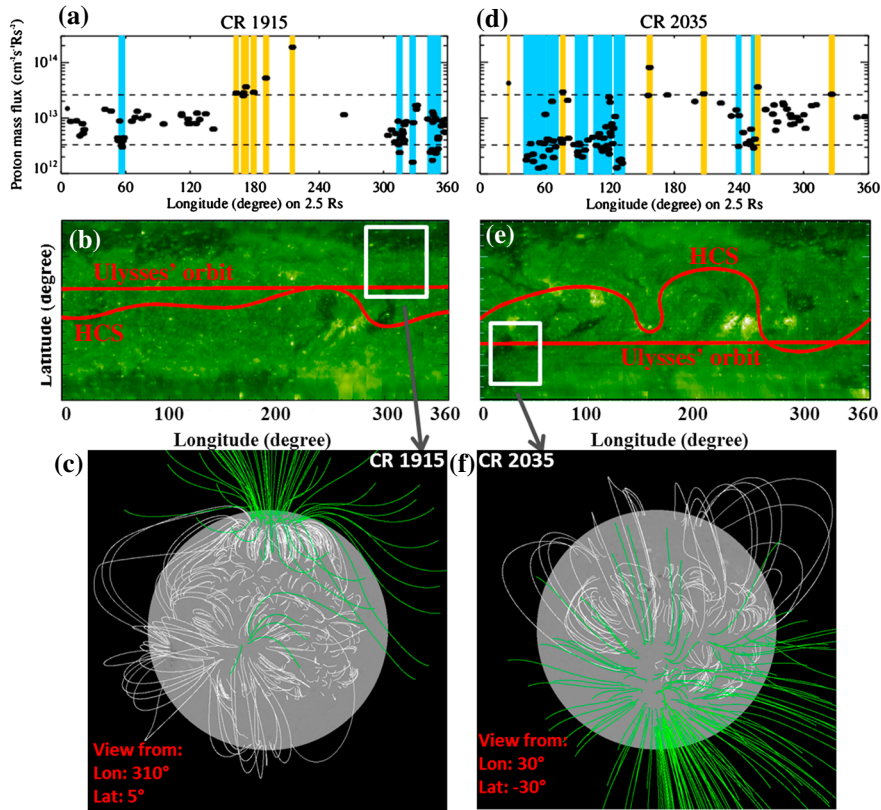 (a)
CR 1915
Proton mass flux (cm⁻³s⁻¹Rs⁻¹)
10¹⁴
10¹³
10¹²
0 60 120 180 240 300 360
Longitude (degree) on 2.5 Rs
(d)
CR 2035
0 60 120 180 240 300 360
Longitude (degree) on 2.5 Rs
(b)
Ulysses' orbit
HCS
Latitude (degree)
0 100 200 300 360
Longitude (degree)
(e)
HCS
Ulysses' orbit
0 100 200 300 360
Longitude (degree)
(c)
CR 1915
View from:
Lon: 310°
Lat: 5°
(f)
CR 2035
View from:
Lon: 30°
Lat: -30°